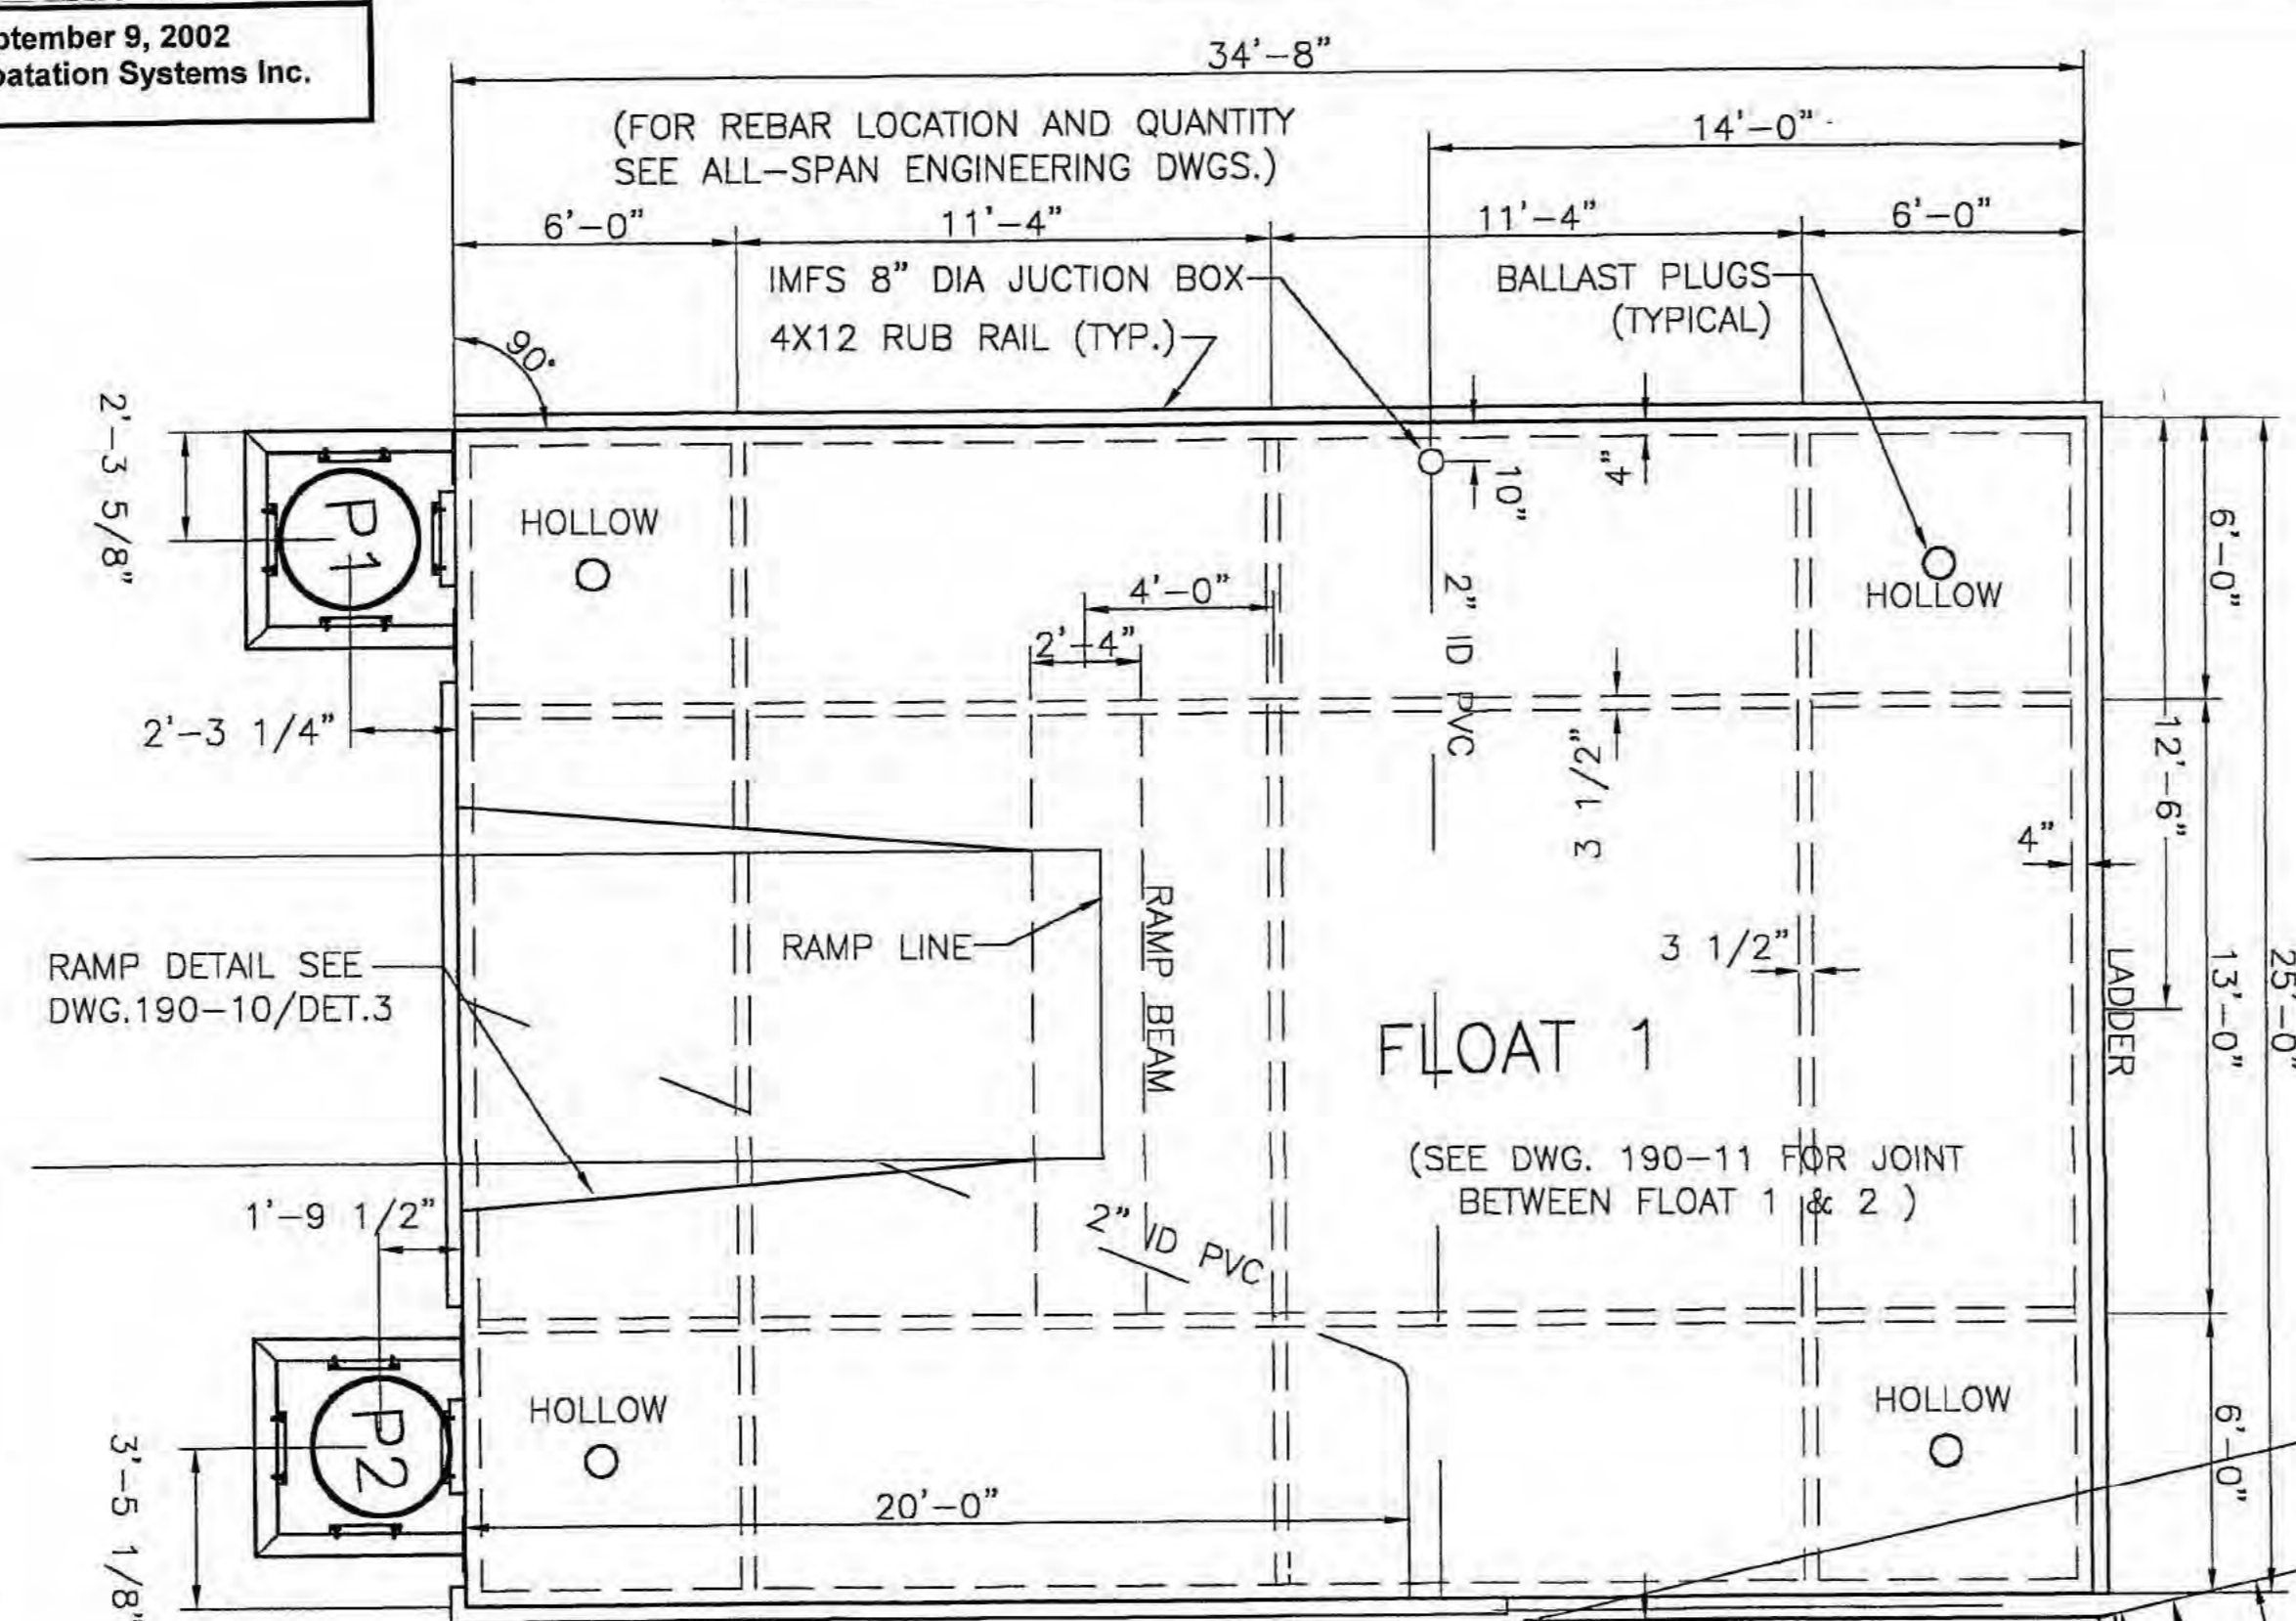 ptember 9, 2002
oatation Systems Inc.
34'-8"
(FOR REBAR LOCATION AND QUANTITY
SEE ALL-SPAN ENGINEERING DWGS.)
14'-0"
6'-0"
11'-4"
11'-4"
6'-0"
IMFS 8" DIA JUCTION BOX
BALLAST PLUGS
(TYPICAL)
4X12 RUB RAIL (TYP.)
90°
2'-3 5/8"
P1
HOLLOW
10"
4"
6'-0"
HOLLOW
4'-0"
2'-4"
2" ID PVC
2'-3 1/4"
3 1/2"
12'-6"
4"
RAMP LINE
RAMP BEAM
3 1/2"
RAMP DETAIL SEE
DWG.190-10/DET.3
LADDER
13'-0"
25'-0"
FLOAT 1
(SEE DWG. 190-11 FOR JOINT
BETWEEN FLOAT 1 & 2 )
1'-9 1/2"
2" ID PVC
P2
HOLLOW
HOLLOW
6'-0"
3'-5 1/8"
20'-0"